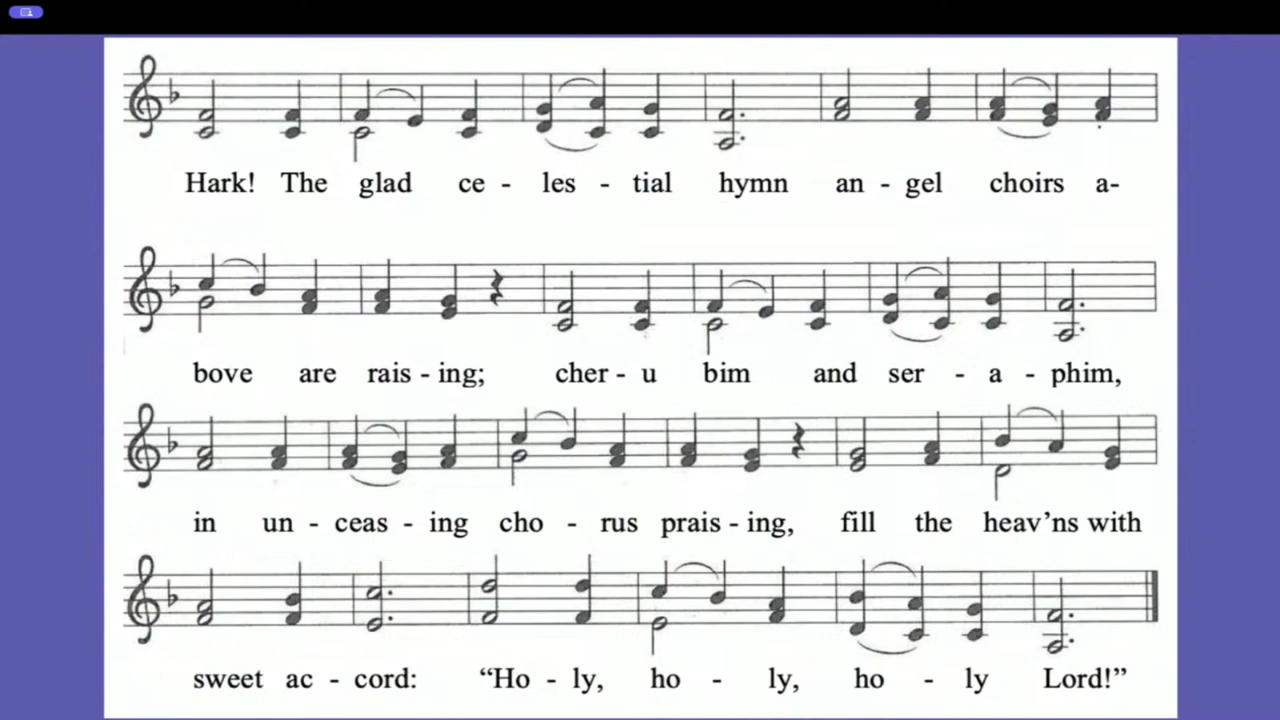 Hark! The glad ce - les - tial hymn an - gel choirs a-
bove are rais - ing; cher - u bim and ser - a - phim,
in un - ceas - ing cho - rus prais - ing, fill the heav’ns with
sweet ac - cord: “Ho - ly, ho - ly, ho - ly Lord!”